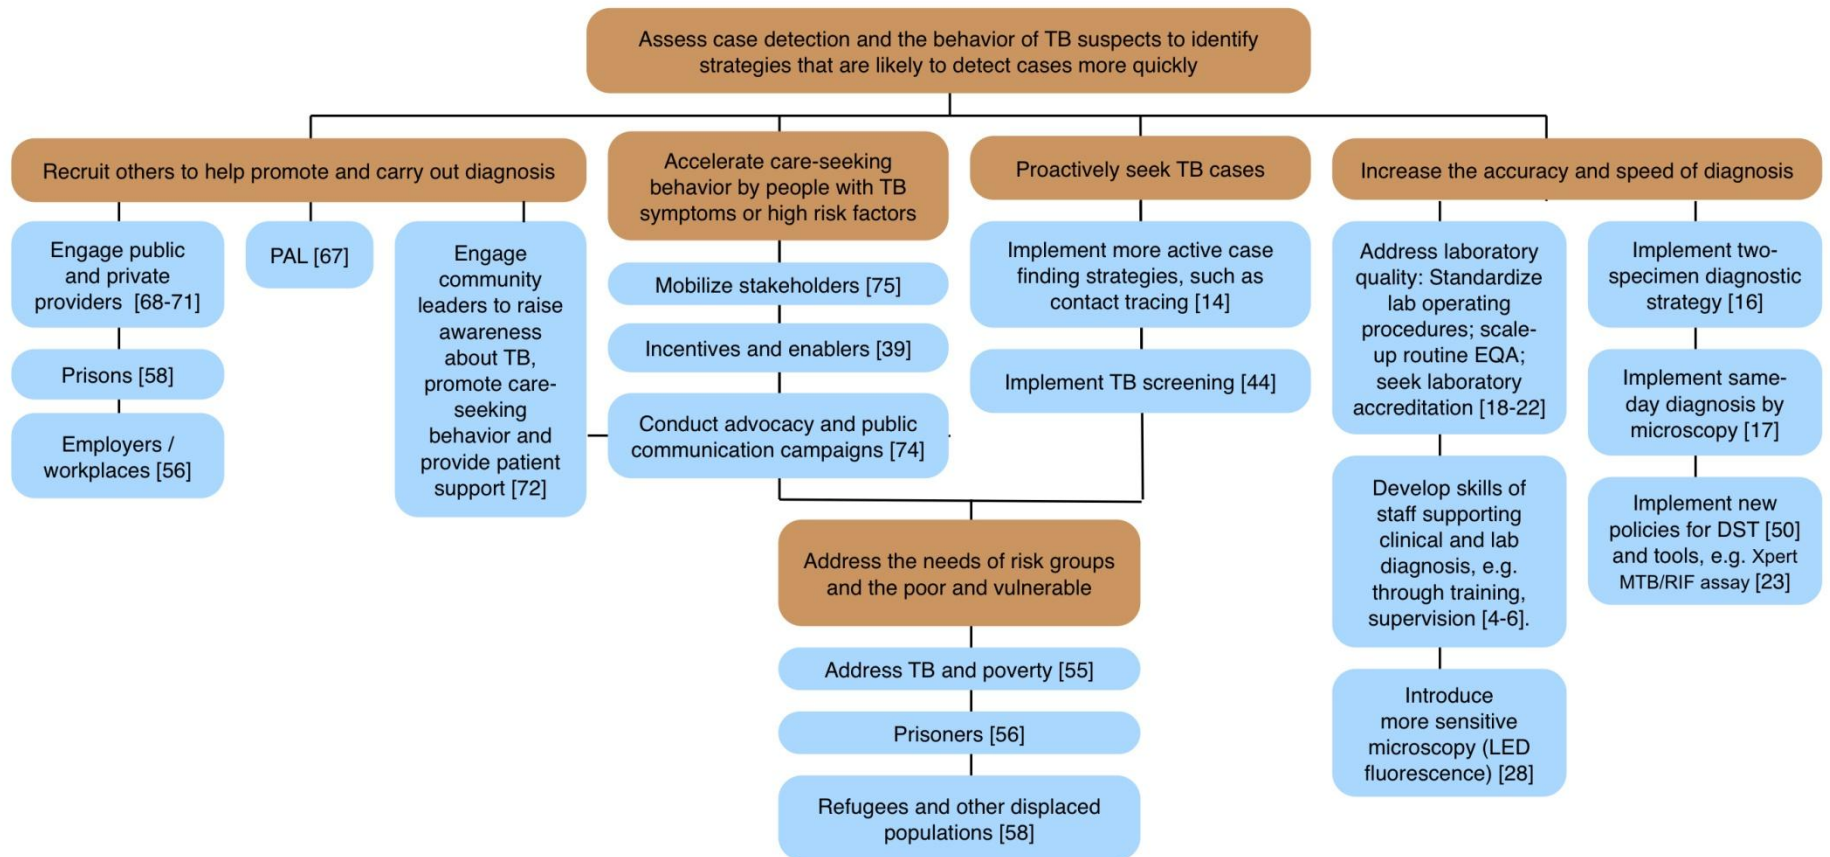 Assess case detection and the behavior of TB suspects to identify
strategies that are likely to detect cases more quickly
Recruit others to help promote and carry out diagnosis
Engage public
and private
providers [68-71]
Prisons [58]
Employers /
workplaces [56]
PAL [67]
Engage
community
leaders to raise
awareness
about TB,
promote care-
seeking
behavior and
provide patient
support [72]
Accelerate care-seeking
behavior by people with TB
symptoms or high risk factors
Mobilize stakeholders [75]
Incentives and enablers [39]
Conduct advocacy and public
communication campaigns [74]
Proactively seek TB cases
Implement more active case
finding strategies, such as
contact tracing [14]
Implement TB screening [44]
Address the needs of risk groups
and the poor and vulnerable
Address TB and poverty [55]
Prisoners [56]
Refugees and other displaced
populations [58]
Increase the accuracy and speed of diagnosis
Address laboratory
quality: Standardize
lab operating
procedures; scale-
up routine EQA;
seek laboratory
accreditation [18-22]
Develop skills of
staff supporting
clinical and lab
diagnosis, e.g.
through training,
supervision [4-6].
Introduce
more sensitive
microscopy (LED
fluorescence) [28]
Implement two-
specimen diagnostic
strategy [16]
Implement same-
day diagnosis by
microscopy [17]
Implement new
policies for DST [50]
and tools, e.g. Xpert
MTB/RIF assay [23]